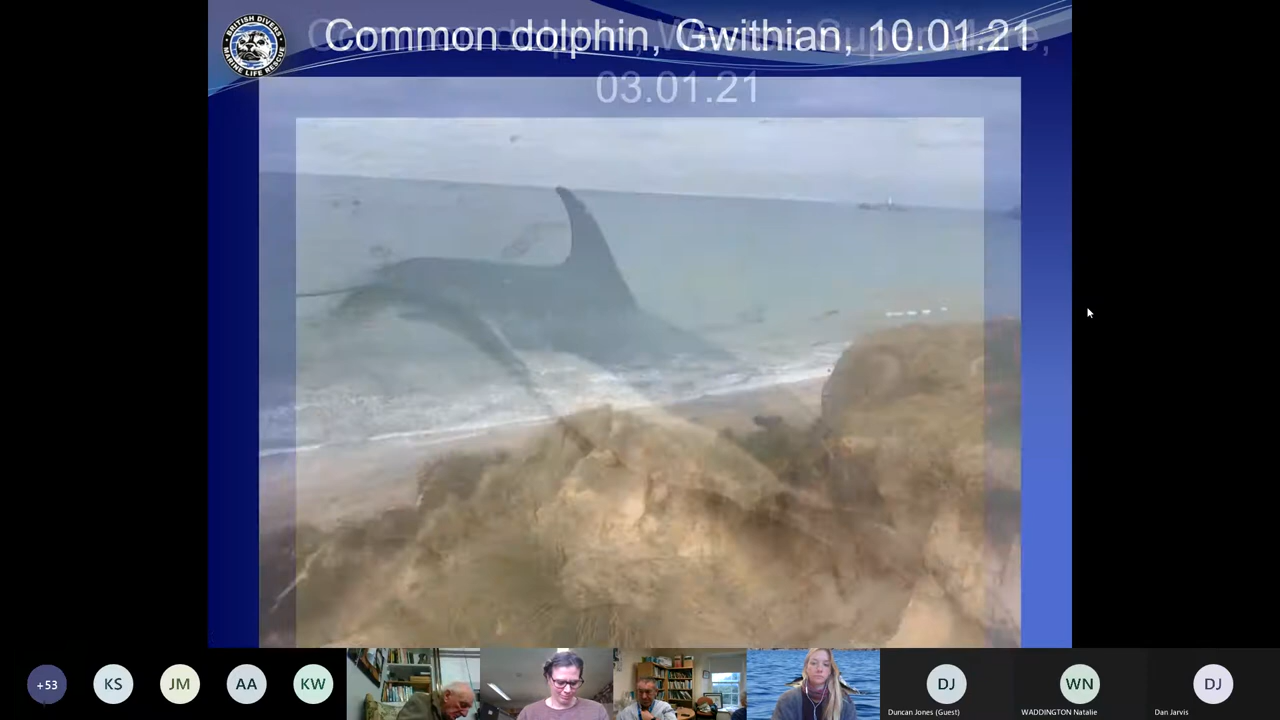 BRITISH DIVERS
MARINE LIFE RESCUE
Common dolphin, Gwithian, 10.01.21
03.01.21
+53
KS
JM
AA
KW
DJ
WN
DJ
Duncan Jones (Guest)
WADDINGTON Natalie
Dan Jarvis